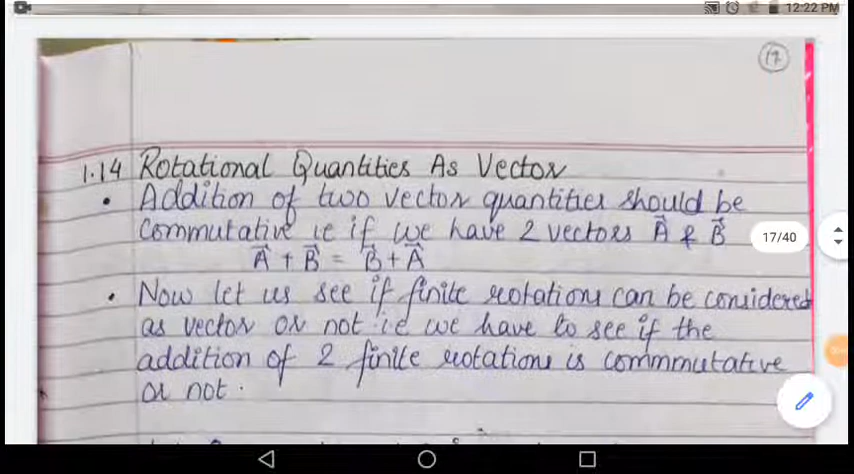 12:22 PM
17
1.14 Rotational Quantities As Vector
• Addition of two vector quantities should be
commutative ie if we have 2 vectors A⃗ & B⃗
17/40
A⃗ + B⃗ = B⃗ + A⃗
• Now let us see if finite rotations can be considered
as vector or not i.e we have to see if the
addition of 2 finite rotations is commmutative
or not.